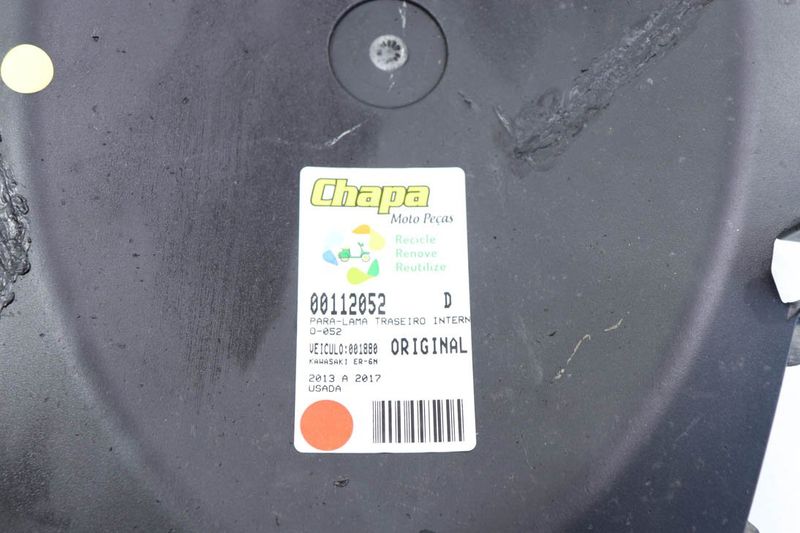 Chapa
Moto Peças
Recicle
Renove
Reutilize
00112052 D
PARA-LAMA TRASEIRO INTERN
D-052
VEICULO:001880 ORIGINAL
KAWASAKI ER-6N
2013 A 2017
USADA